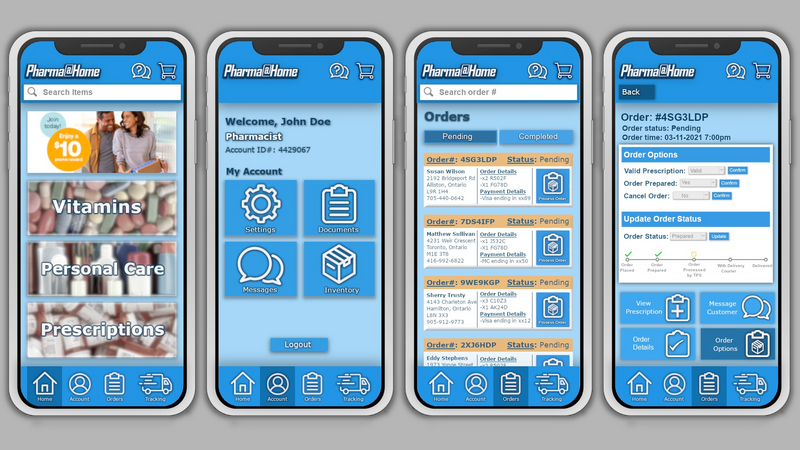 Pharma@Home
Search Items
Join today!
Enjoy a
$10
Vitamins
Personal Care
Prescriptions
Home Account Orders Tracking
Pharma@Home
Welcome, John Doe
Pharmacist
Account ID#: 4429067
My Account
Settings Documents
Messages Inventory
Logout
Home Account Orders Tracking
Pharma@Home
Search order #
Orders
Pending Completed
Order#: 4SG3LDP Status: Pending
Susan Wilson
2192 Bridgeport Rd
Alliston, Ontario
L9R 1H4
705-440-0642
Order Details
-x2 R502F
-X1 FG78D
Payment Details
-Visa ending in xx89
Process Order
Order#: 7DS4IFP Status: Pending
Matthew Sullivan
4231 Weir Crescent
Toronto, Ontario
M1E 3T8
416-992-6822
Order Details
-X1 J532C
-X1 FG78D
Payment Details
-MC ending in xx50
Process Order
Order#: 9WE9KGP Status: Pending
Sherry Trusty
4143 Charleton Ave
Hamilton, Ontario
L8N 3X3
905-912-9773
Order Details
-x3 C10Z3
-X1 AK24D
Payment Details
-Visa ending in xx12
Process Order
Order#: 2XJ6HDP Status: Pending
Eddy Stephens
Order Details
Home Account Orders Tracking
Pharma@Home
Back
Order: #4SG3LDP
Order status: Pending
Order time: 03-11-2021 7:00pm
Order Options
Valid Prescription: Valid Confirm
Order Prepared: Yes Confirm
Cancel Order: No Confirm
Update Order Status
Order Status: Prepared Update
Order Placed
Order Prepared
Order Processed by TPS
With Delivery Courier
Delivered
View Prescription
Message Customer
Order Details
Order Options
Home Account Orders Tracking